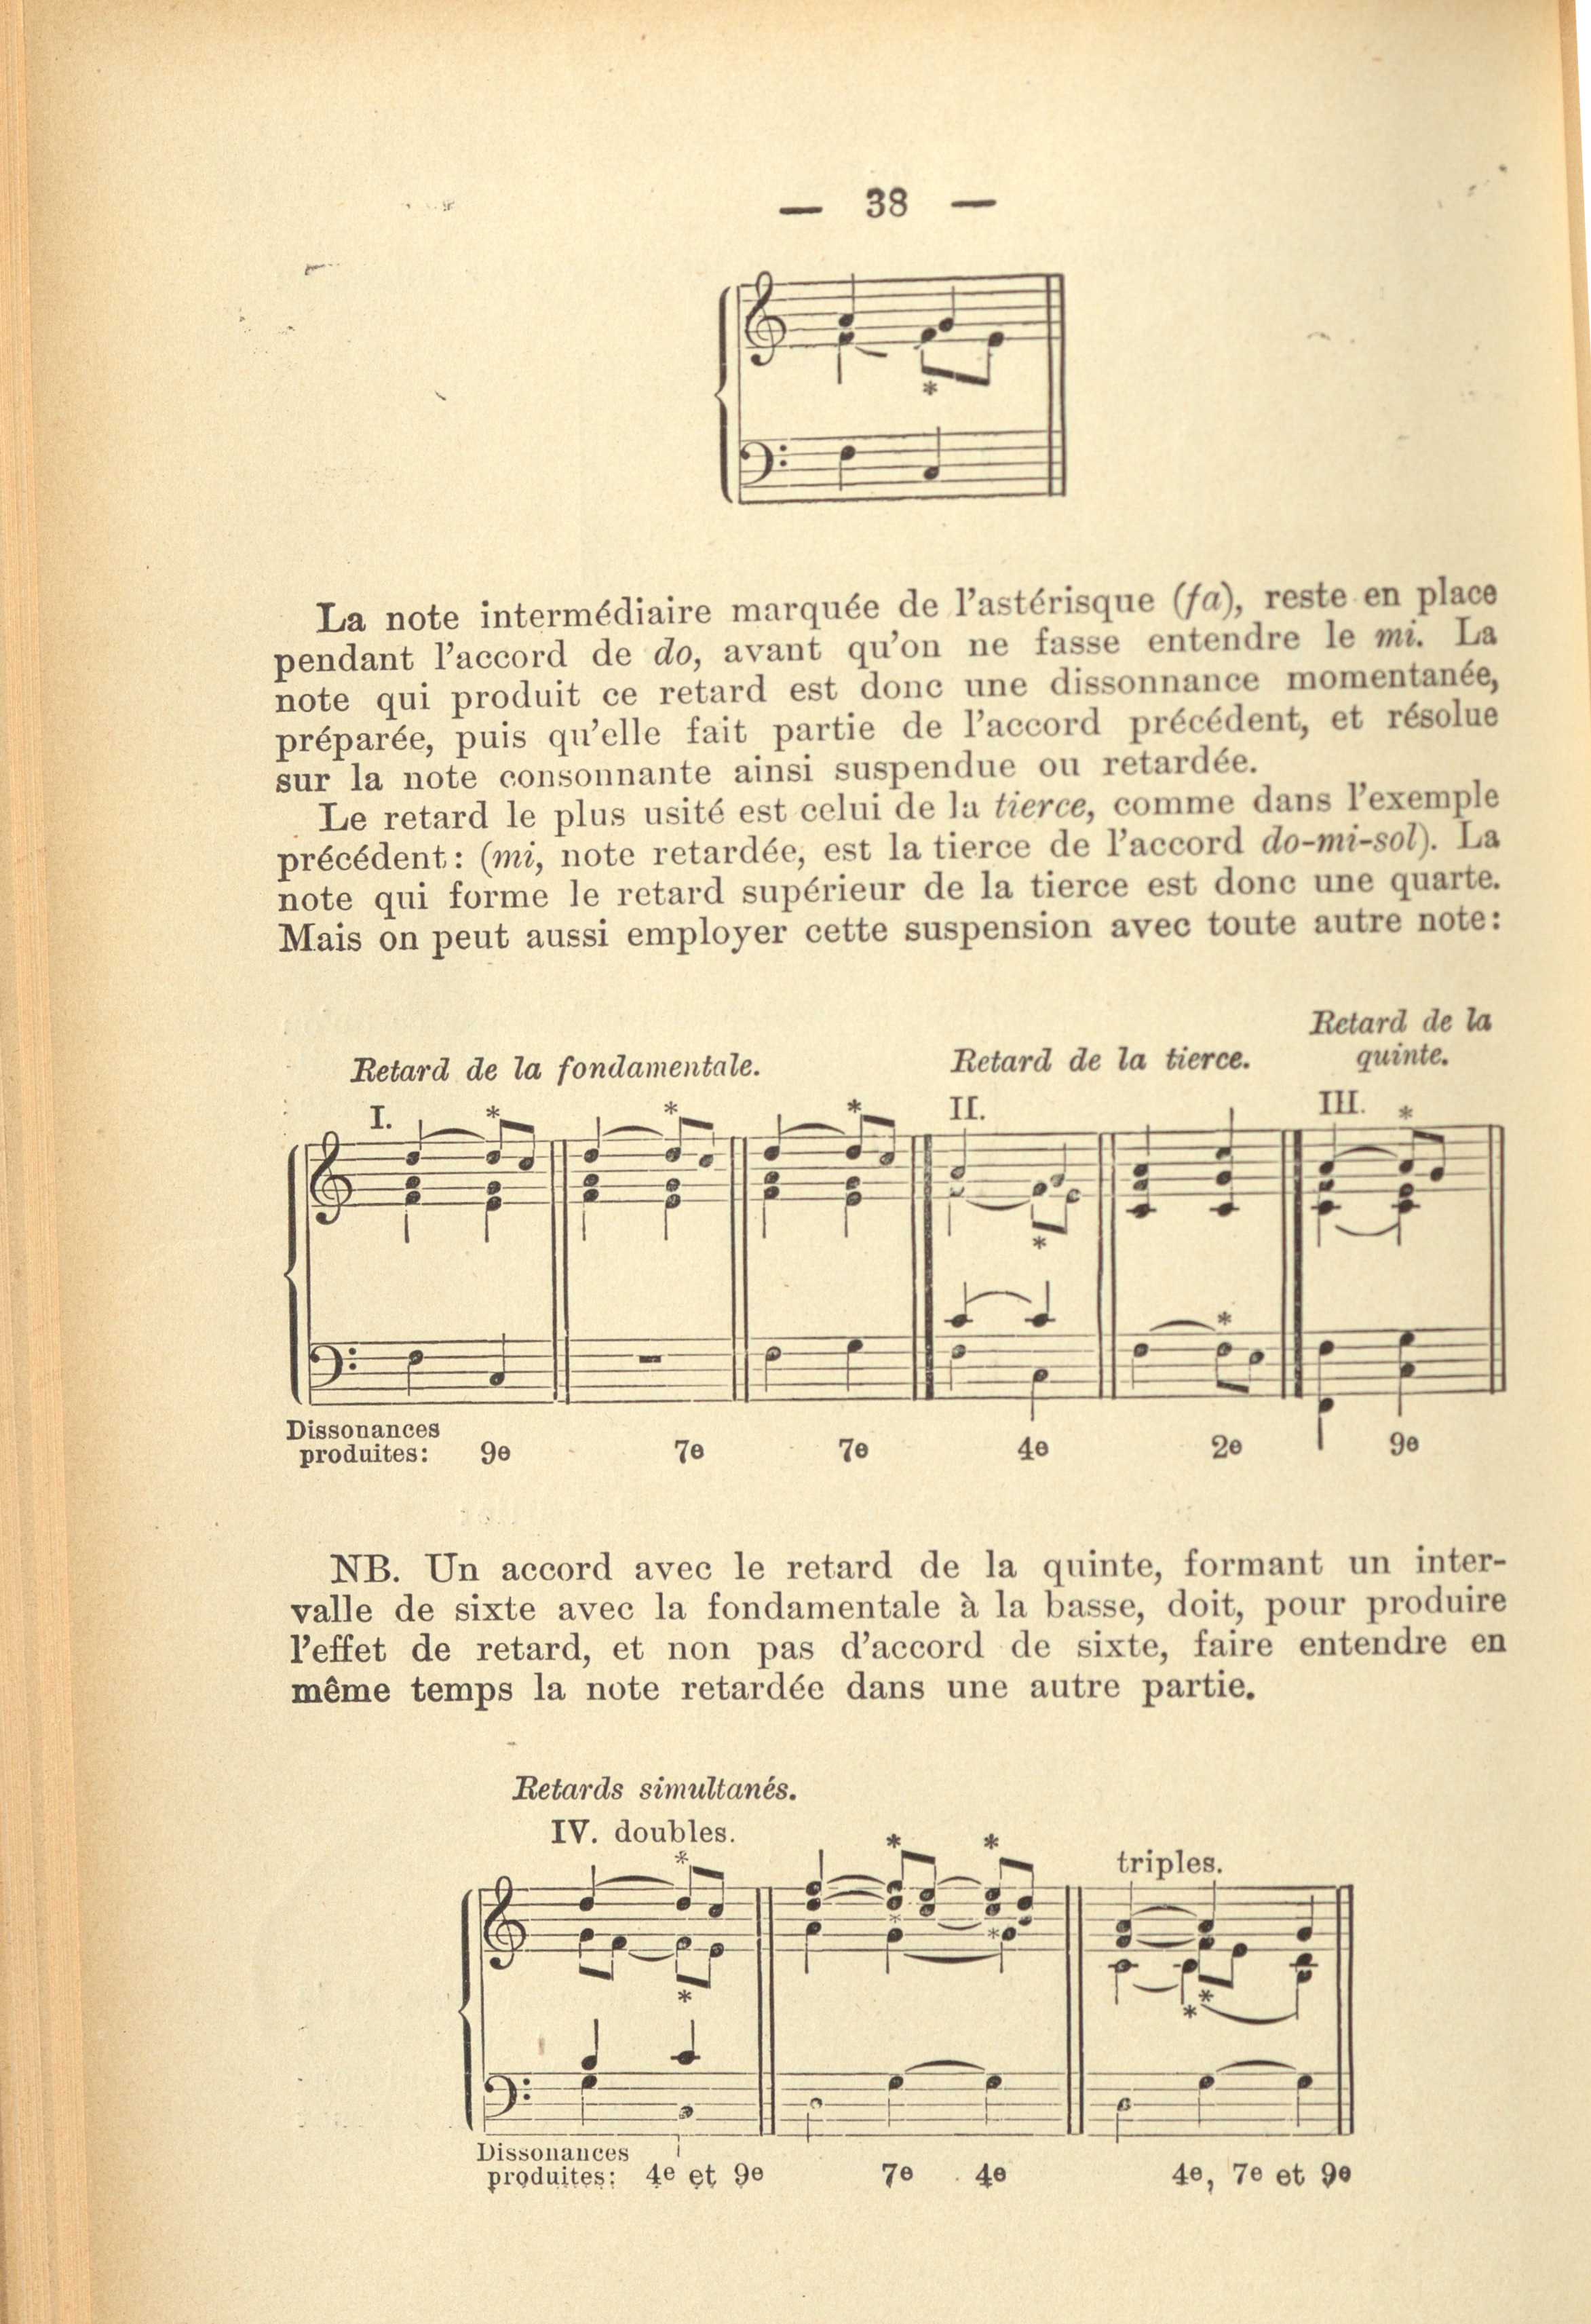 — 38 —
La note intermédiaire marquée de l'astérisque (fa), reste en place
pendant l'accord de do, avant qu'on ne fasse entendre le mi. La
note qui produit ce retard est donc une dissonnance momentanée,
préparée, puis qu'elle fait partie de l'accord précédent, et résolue
sur la note consonnante ainsi suspendue ou retardée.
Le retard le plus usité est celui de la tierce, comme dans l'exemple
précédent: (mi, note retardée, est la tierce de l'accord do-mi-sol). La
note qui forme le retard supérieur de la tierce est donc une quarte.
Mais on peut aussi employer cette suspension avec toute autre note:
Retard de la fondamentale.
Retard de la tierce.
Retard de la
quinte.
I.
II.
III.
Dissonances
produites: 9e 7e 7e 4e 2e 9e
NB. Un accord avec le retard de la quinte, formant un inter-
valle de sixte avec la fondamentale à la basse, doit, pour produire
l'effet de retard, et non pas d'accord de sixte, faire entendre en
même temps la note retardée dans une autre partie.
Retards simultanés.
IV. doubles.
triples.
Dissonances
produites: 4e et 9e 7e 4e 4e, 7e et 9e